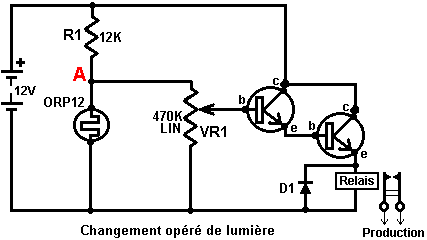 R1 12K
+
12V
A
ORP12
470K
LIN
VR1
b
c
e
b
c
e
D1
Relais
Production
Changement opéré de lumière